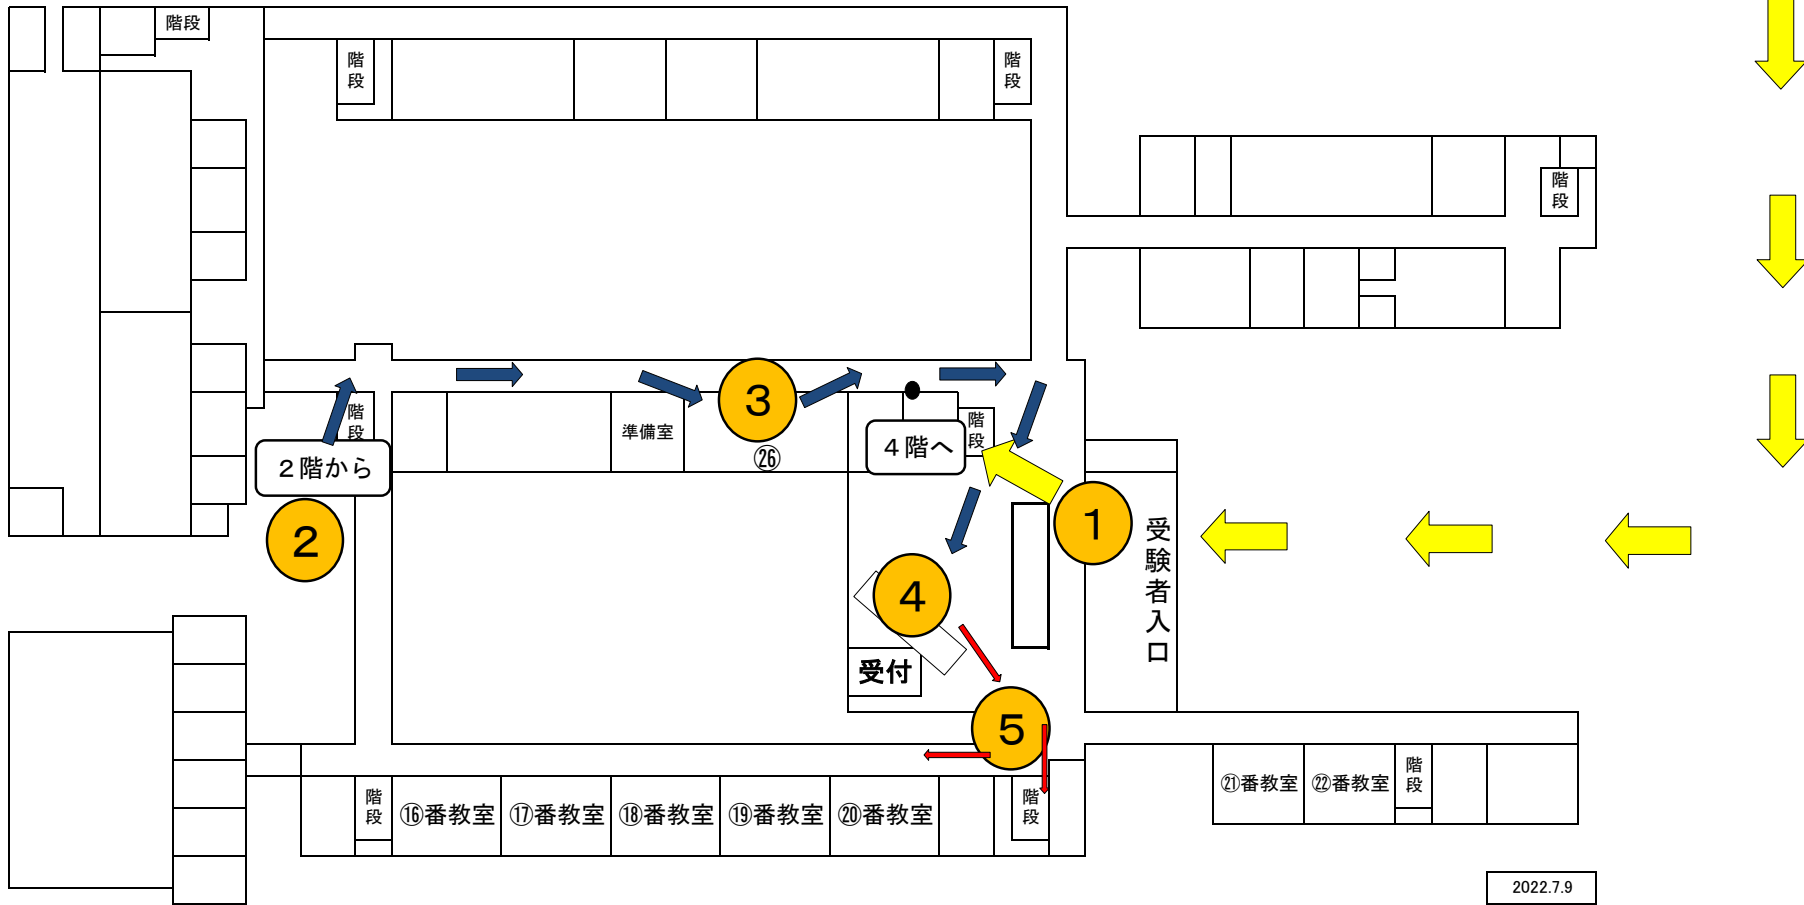 階段
階段
階段
階段
階段
準備室
3
㉖
4階へ
階段
2階から
2
1
受験者入口
4
受付
5
階段
⑯番教室
⑰番教室
⑱番教室
⑲番教室
⑳番教室
階段
㉑番教室
㉒番教室
階段
2022.7.9